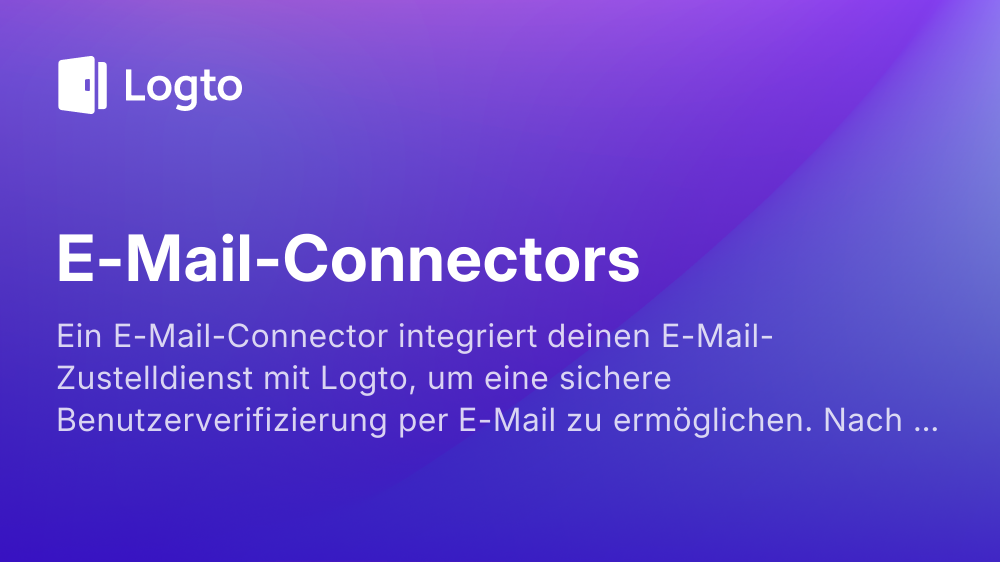 Logto
E-Mail-Connectors
Ein E-Mail-Connector integriert deinen E-Mail-
Zustelldienst mit Logto, um eine sichere
Benutzerverifizierung per E-Mail zu ermöglichen. Nach ...